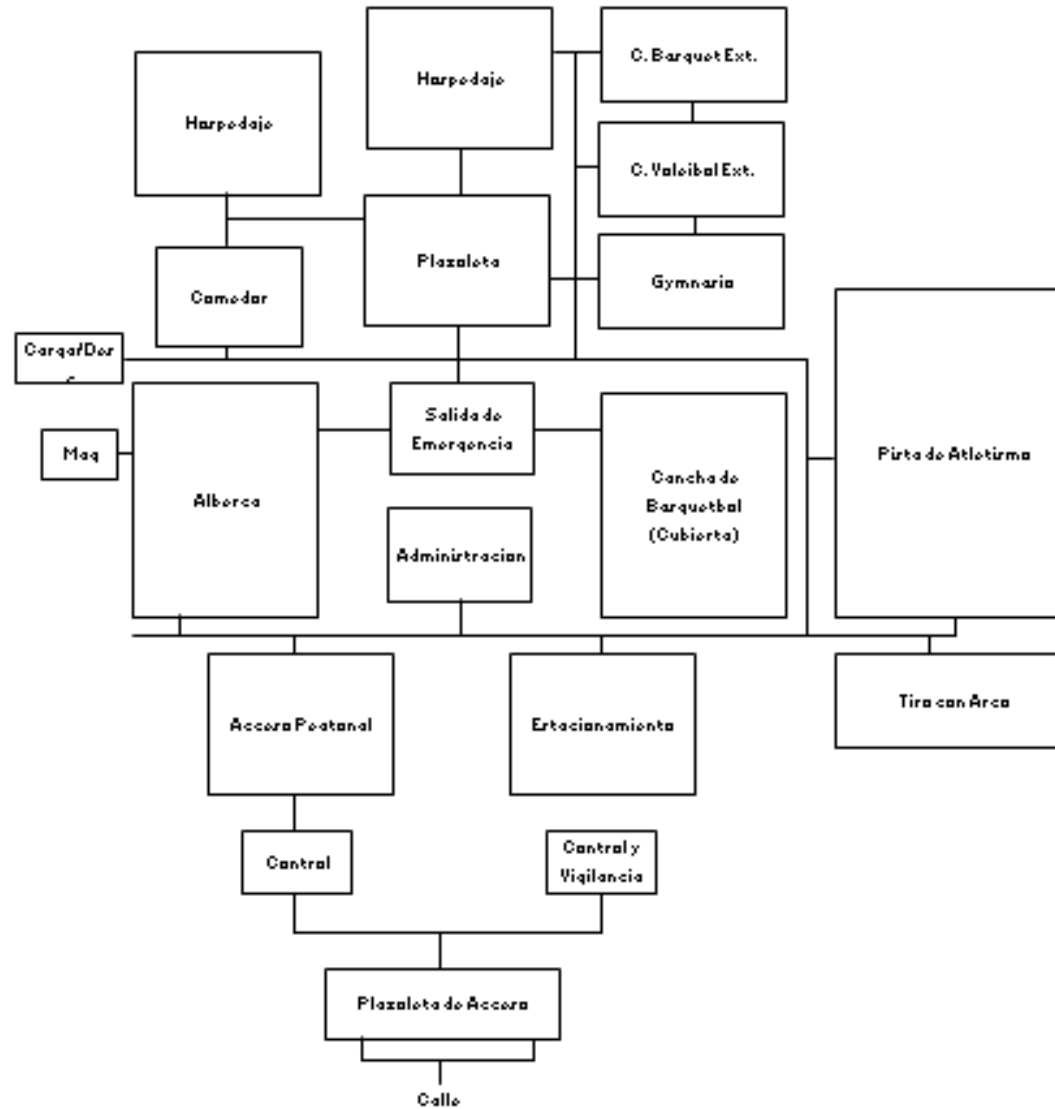 Hospedaje
C. Basquet Ext.
Hospedaje
C. Voleibol Ext.
Plazoleta
Gymnasio
Comedor
Carga/Des
c
Salida de
Emergencia
Maq
Alberca
Pista de Atletismo
Cancha de
Basquetbol
(Cubierta)
Administracion
Acceso Peatonal
Estacionamiento
Tiro con Arco
Control
Control y
Vigilancia
Plazoleta de Acceso
Calle